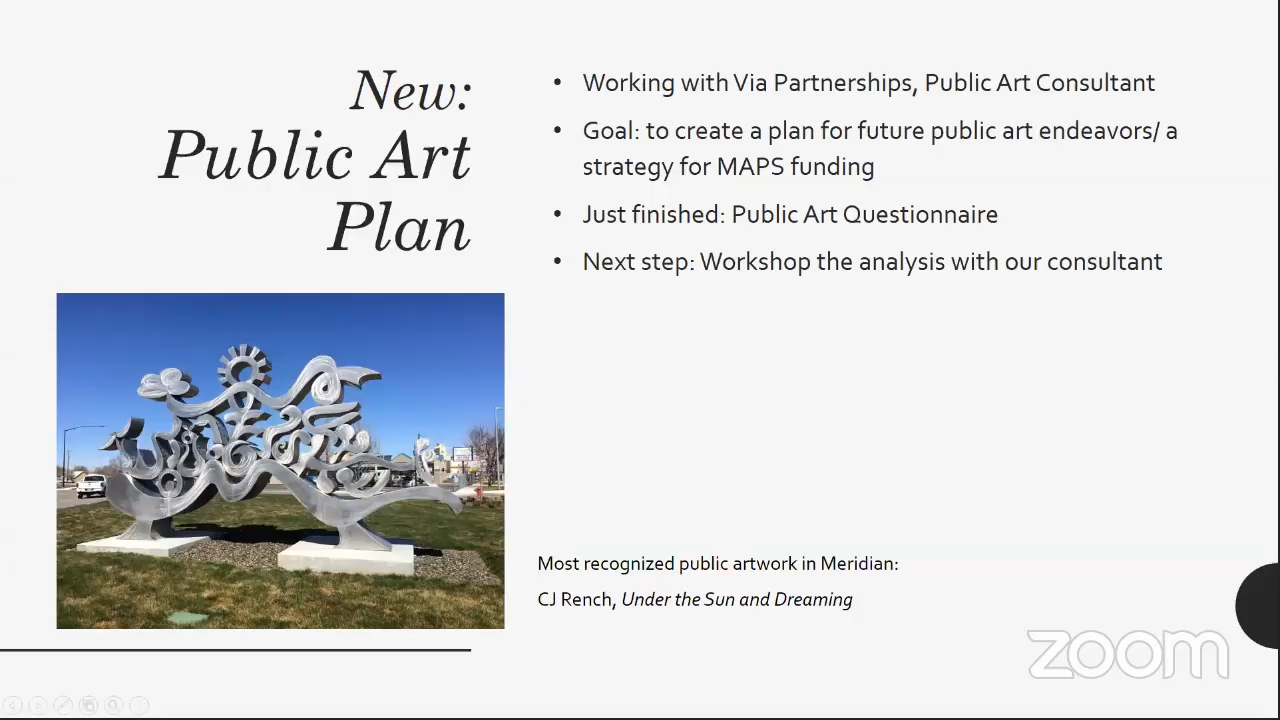 New:
Public Art
Plan
• Working with Via Partnerships, Public Art Consultant
• Goal: to create a plan for future public art endeavors/ a
strategy for MAPS funding
• Just finished: Public Art Questionnaire
• Next step: Workshop the analysis with our consultant
Most recognized public artwork in Meridian:
CJ Rench, Under the Sun and Dreaming
zoom